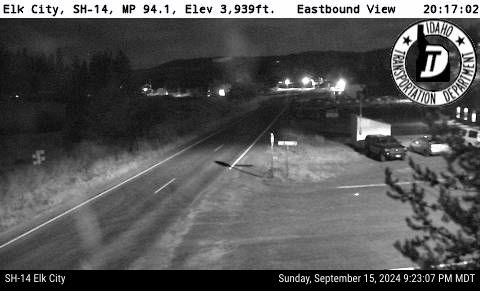 Elk City, SH-14, MP 94.1, Elev 3,939ft. Eastbound View 20:17:02
IDAHO
TRANSPORTATION DEPARTMENT
SH-14 Elk City
Sunday, September 15, 2024 9:23:07 PM MDT